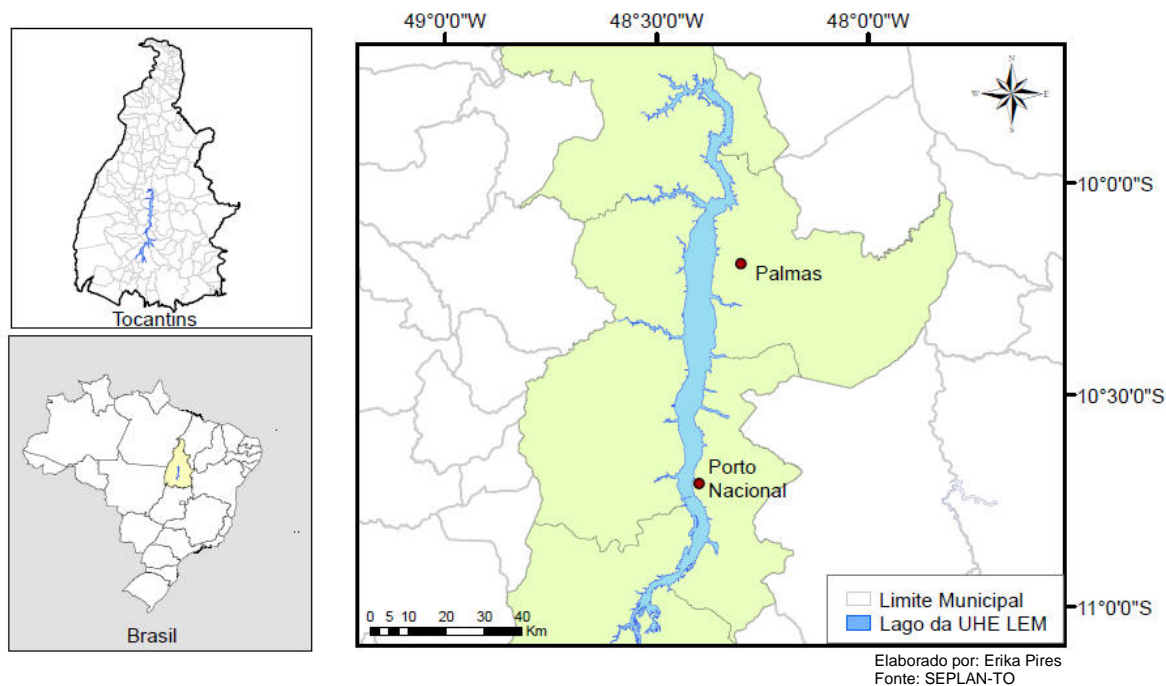 Tocantins
Brasil
49°0'0"W
48°30'0"W
48°0'0"W
N
W
E
S
10°0'0"S
10°30'0"S
11°0'0"S
Palmas
Porto
Nacional
0 5 10 20 30 40
Km
Limite Municipal
Lago da UHE LEM
Elaborado por: Erika Pires
Fonte: SEPLAN-TO